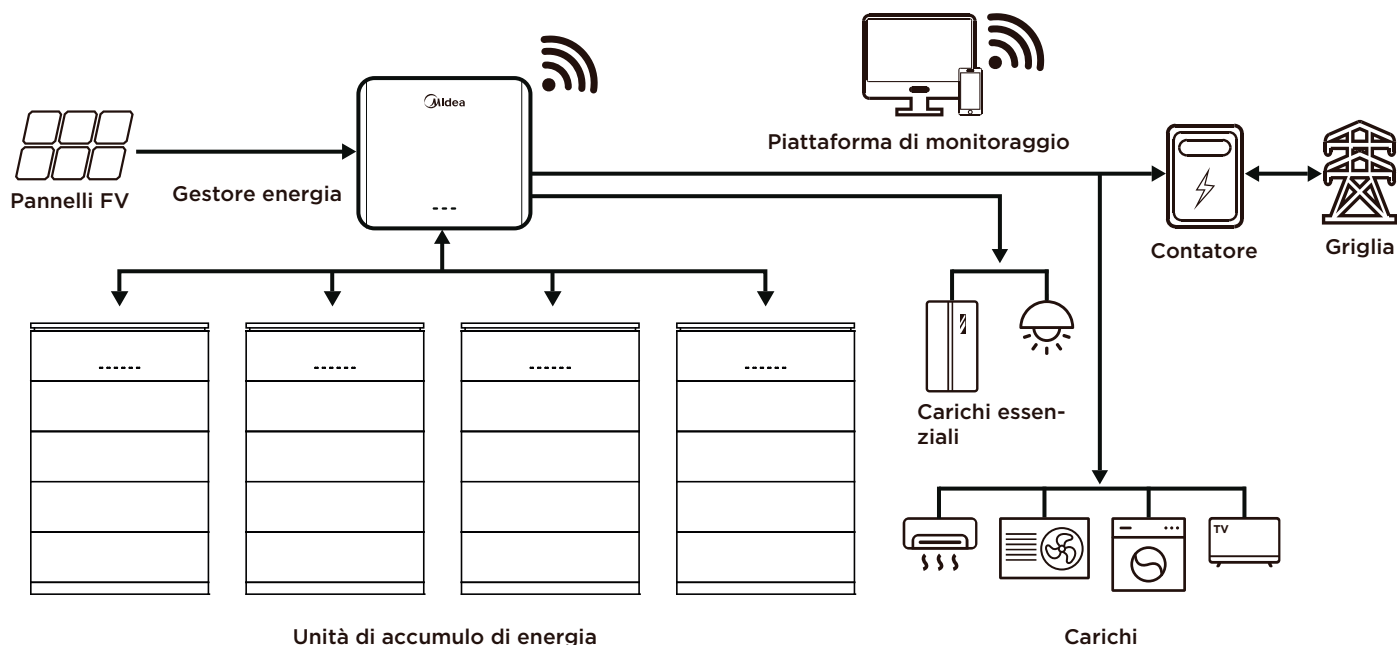 Midea
Piattaforma di monitoraggio
Pannelli FV
Gestore energia
Contatore
Griglia
Carichi essen-
ziali
TV
Unità di accumulo di energia
Carichi